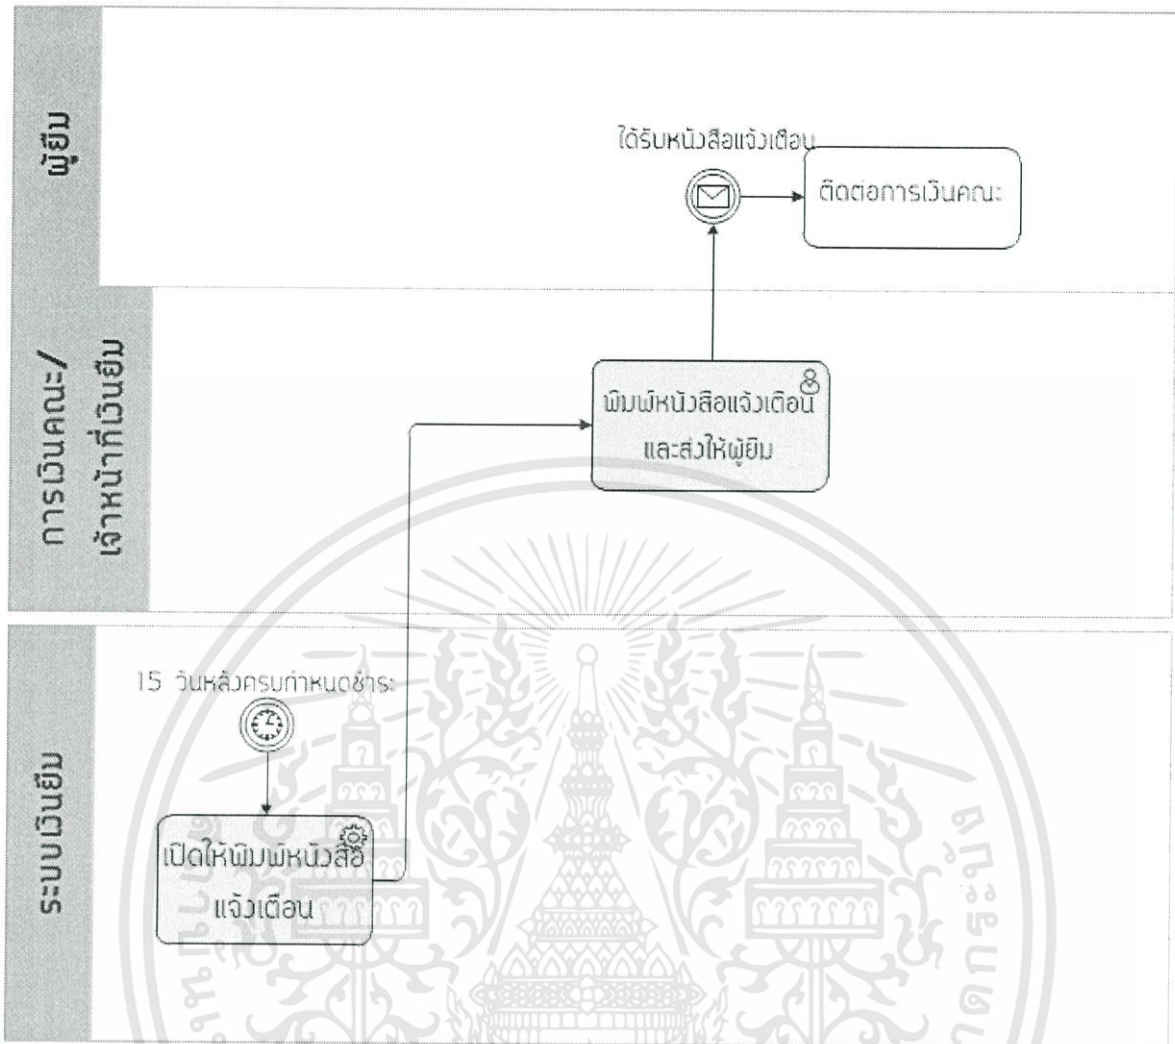 ผู้ยืม
ได้รับหนังสือแจ้งเตือน
ติดต่อการเงินคณะ
การเงินคณะ/
เจ้าหน้าที่เงินยืม
พิมพ์หนังสือแจ้งเตือน
และส่งให้ผู้ยืม
ระบบเงินยืม
15 วันหลังครบกำหนดชำระ
เปิดให้พิมพ์หนังสือ
แจ้งเตือน